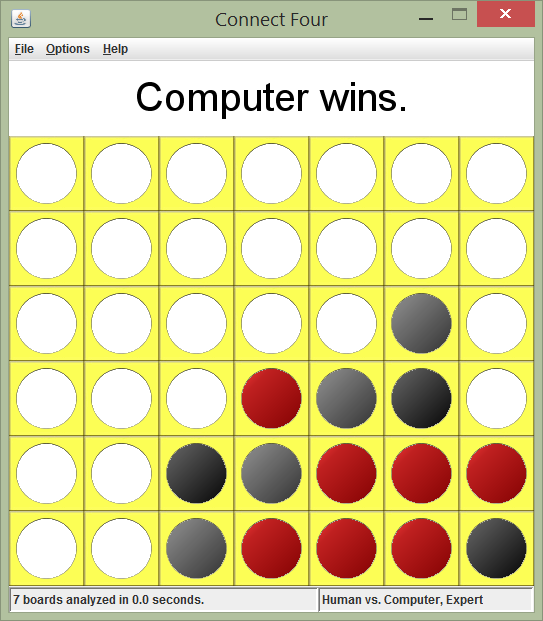 Connect Four
File Options Help
Computer wins.
7 boards analyzed in 0.0 seconds.
Human vs. Computer, Expert